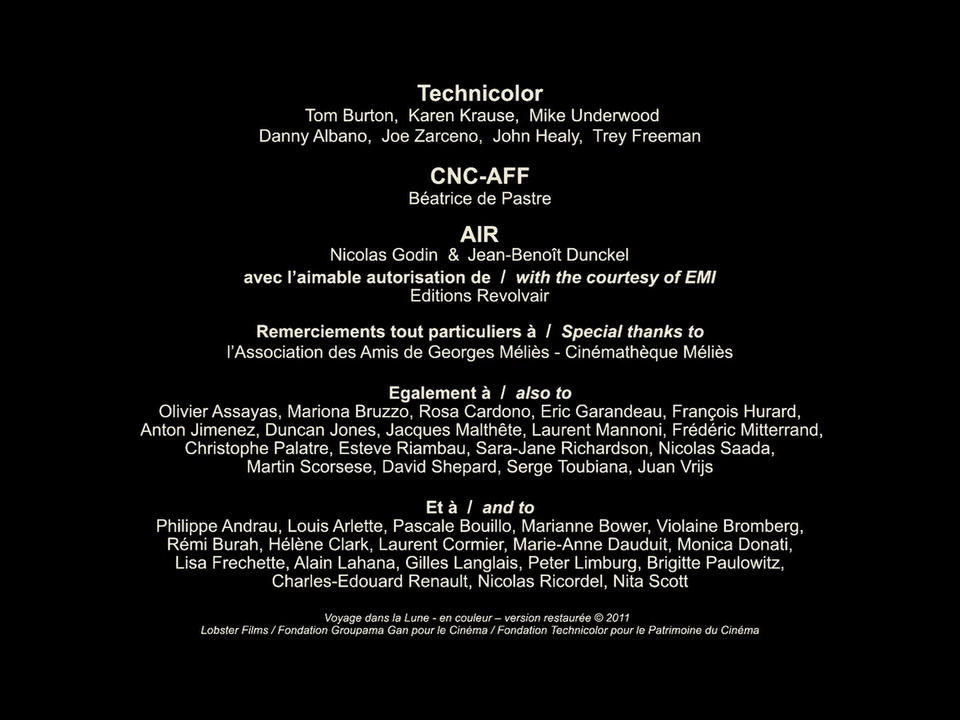 Technicolor
Tom Burton, Karen Krause, Mike Underwood
Danny Albano, Joe Zarceno, John Healy, Trey Freeman
CNC-AFF
Béatrice de Pastre
AIR
Nicolas Godin & Jean-Benoît Dunckel
avec l'aimable autorisation de / with the courtesy of EMI
Editions Revolvair
Remerciements tout particuliers à / Special thanks to
l'Association des Amis de Georges Méliès - Cinémathèque Méliès
Egalement à / also to
Olivier Assayas, Mariona Bruzzo, Rosa Cardono, Eric Garandeau, François Hurard,
Anton Jimenez, Duncan Jones, Jacques Malthête, Laurent Mannoni, Frédéric Mitterrand,
Christophe Palatre, Esteve Riambau, Sara-Jane Richardson, Nicolas Saada,
Martin Scorsese, David Shepard, Serge Toubiana, Juan Vrijs
Et à / and to
Philippe Andrau, Louis Arlette, Pascale Bouillo, Marianne Bower, Violaine Bromberg,
Rémi Burah, Hélène Clark, Laurent Cormier, Marie-Anne Dauduit, Monica Donati,
Lisa Frechette, Alain Lahana, Gilles Langlais, Peter Limburg, Brigitte Paulowitz,
Charles-Edouard Renault, Nicolas Ricordel, Nita Scott
Voyage dans la Lune - en couleur – version restaurée © 2011
Lobster Films / Fondation Groupama Gan pour le Cinéma / Fondation Technicolor pour le Patrimoine du Cinéma